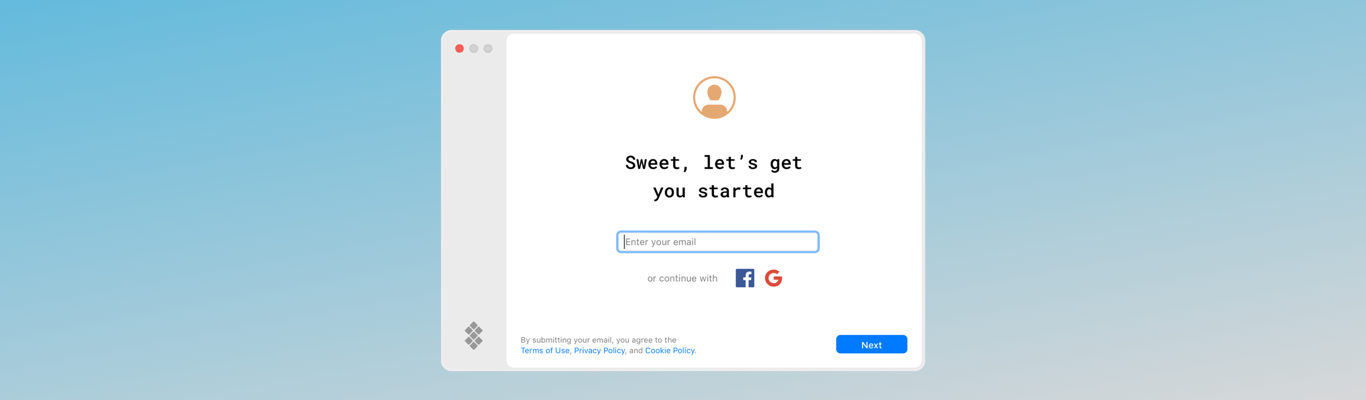 Sweet, let’s get
you started
Enter your email
or continue with
By submitting your email, you agree to the
Terms of Use, Privacy Policy, and Cookie Policy.
Next